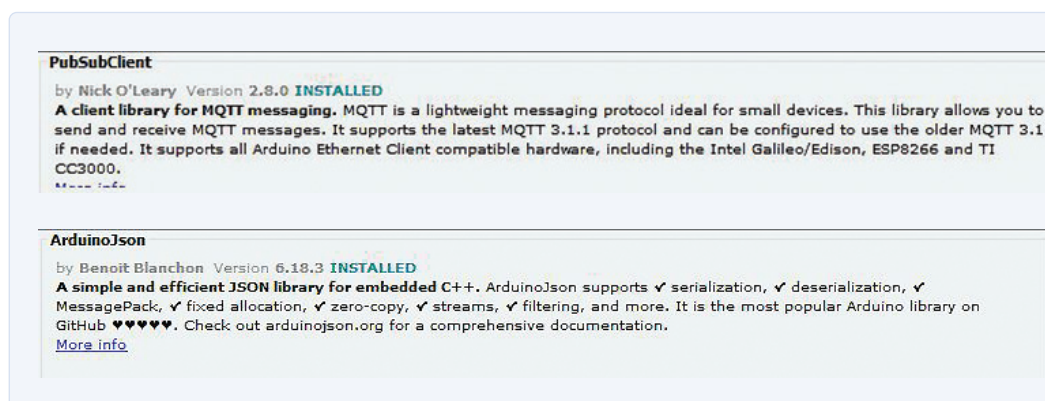 PubSubClient
by Nick O'Leary Version 2.8.0 INSTALLED
A client library for MQTT messaging. MQTT is a lightweight messaging protocol ideal for small devices. This library allows you to
send and receive MQTT messages. It supports the latest MQTT 3.1.1 protocol and can be configured to use the older MQTT 3.1
if needed. It supports all Arduino Ethernet Client compatible hardware, including the Intel Galileo/Edison, ESP8266 and TI
CC3000.
More info
ArduinoJson
by Benoit Blanchon Version 6.18.3 INSTALLED
A simple and efficient JSON library for embedded C++. ArduinoJson supports ✔ serialization, ✔ deserialization, ✔
MessagePack, ✔ fixed allocation, ✔ zero-copy, ✔ streams, ✔ filtering, and more. It is the most popular Arduino library on
GitHub ♥♥♥♥♥. Check out arduinojson.org for a comprehensive documentation.
More info